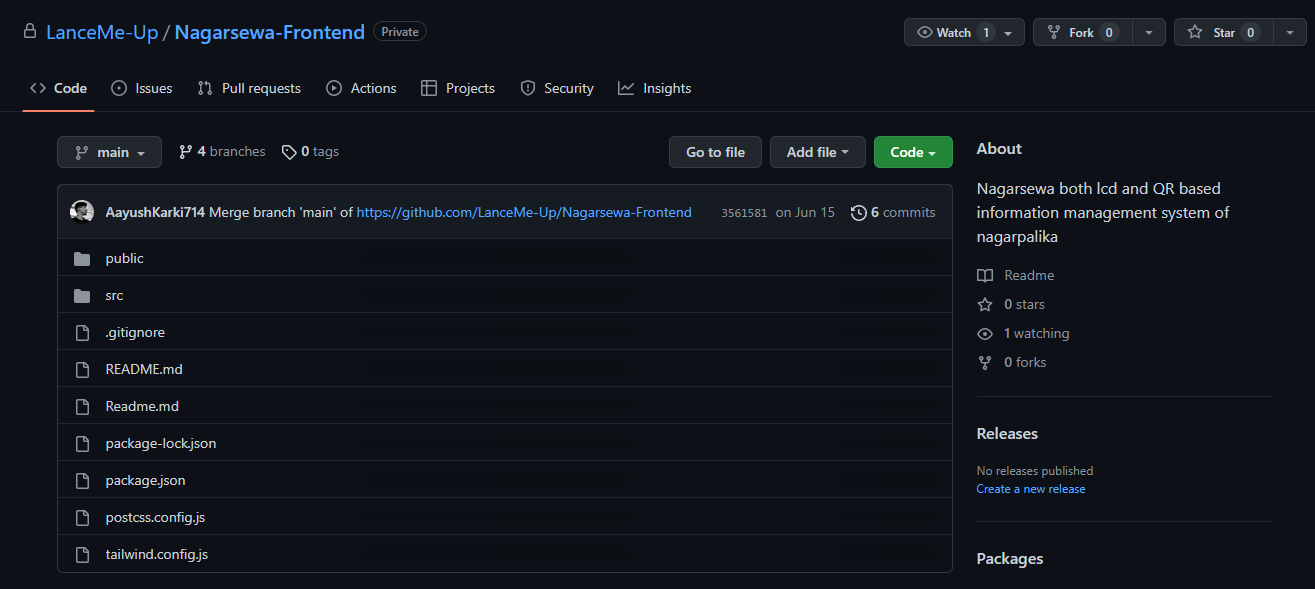 LanceMe-Up / Nagarsewa-Frontend Private
Watch 1 Fork 0 Star 0
Code Issues Pull requests Actions Projects Security Insights
main 4 branches 0 tags Go to file Add file Code
AayushKarki714 Merge branch 'main' of https://github.com/LanceMe-Up/Nagarsewa-Frontend 3561581 on Jun 15 6 commits
public
src
.gitignore
README.md
Readme.md
package-lock.json
package.json
postcss.config.js
tailwind.config.js
About
Nagarsewa both lcd and QR based
information management system of
nagarpalika
Readme
0 stars
1 watching
0 forks
Releases
No releases published
Create a new release
Packages